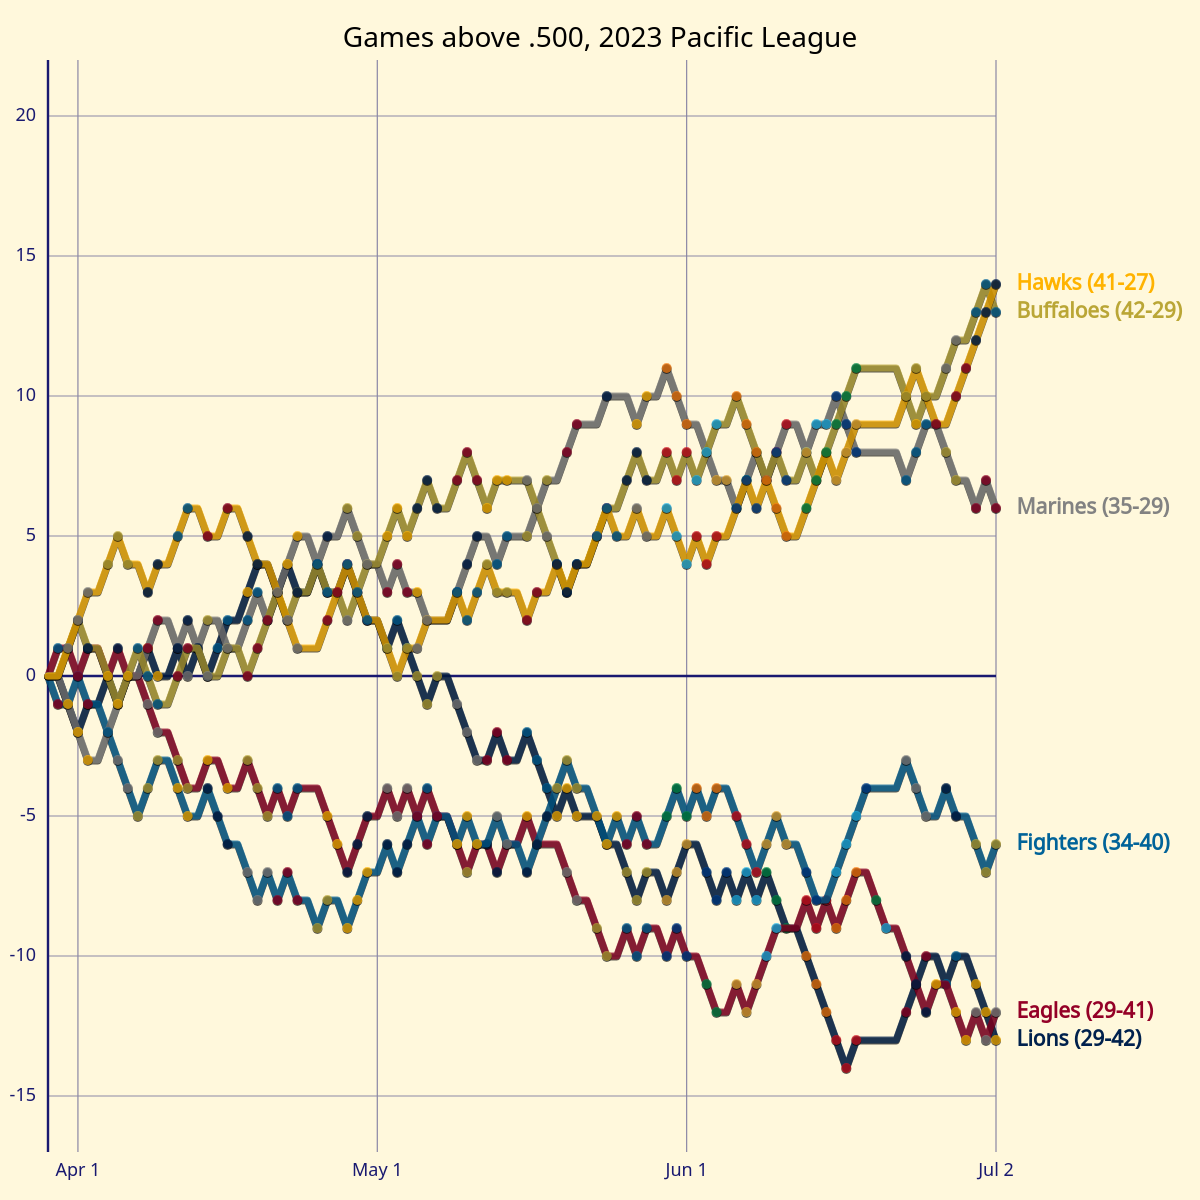 Games above .500, 2023 Pacific League
20
15
10
5
0
-5
-10
-15
Hawks (41-27)
Buffaloes (42-29)
Marines (35-29)
Fighters (34-40)
Eagles (29-41)
Lions (29-42)
Apr 1
May 1
Jun 1
Jul 2